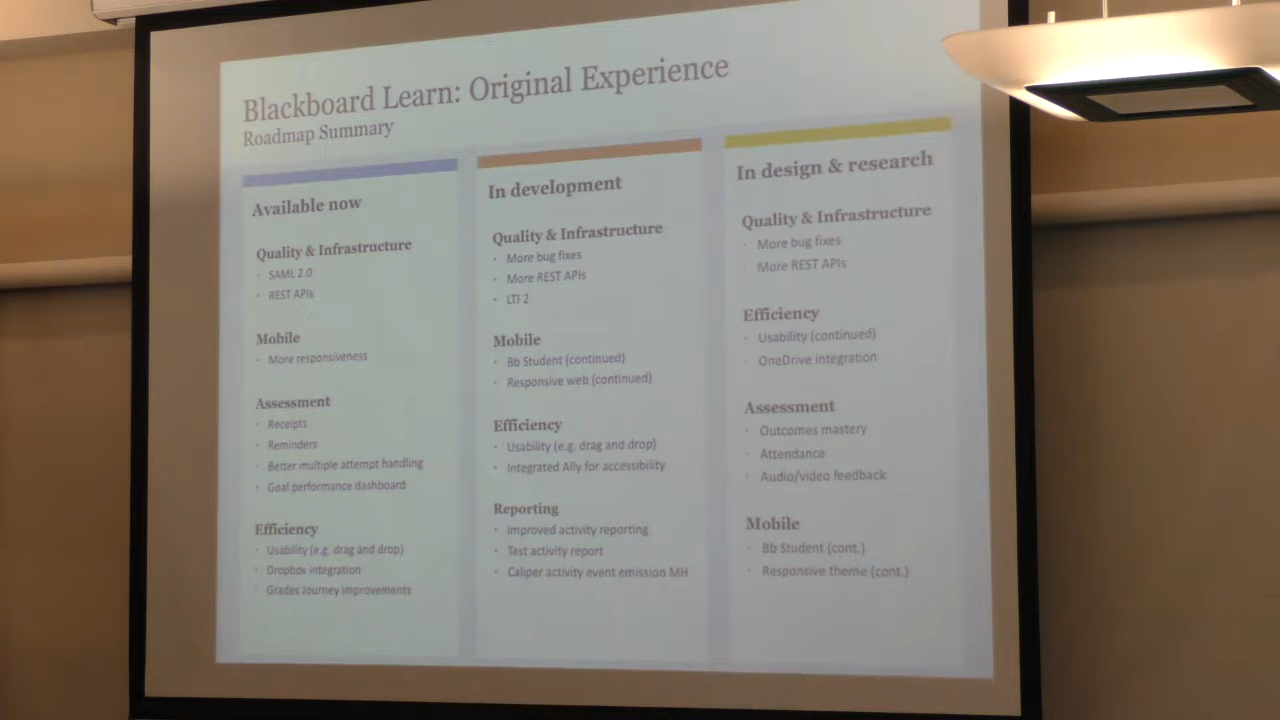 Blackboard Learn: Original Experience
Roadmap Summary
Available now
Quality & Infrastructure
· SAML 2.0
· REST APIs
Mobile
· More responsiveness
Assessment
· Receipts
· Reminders
· Better multiple attempt handling
· Goal performance dashboard
Efficiency
· Usability (e.g. drag and drop)
· Dropbox integration
· Grades Journey improvements
In development
Quality & Infrastructure
· More bug fixes
· More REST APIs
· LTI 2
Mobile
· Bb Student (continued)
· Responsive web (continued)
Efficiency
· Usability (e.g. drag and drop)
· Integrated Ally for accessibility
Reporting
· Improved activity reporting
· Test activity report
· Caliper activity event emission MH
In design & research
Quality & Infrastructure
· More bug fixes
· More REST APIs
Efficiency
· Usability (continued)
· OneDrive integration
Assessment
· Outcomes mastery
· Attendance
· Audio/video feedback
Mobile
· Bb Student (cont.)
· Responsive theme (cont.)